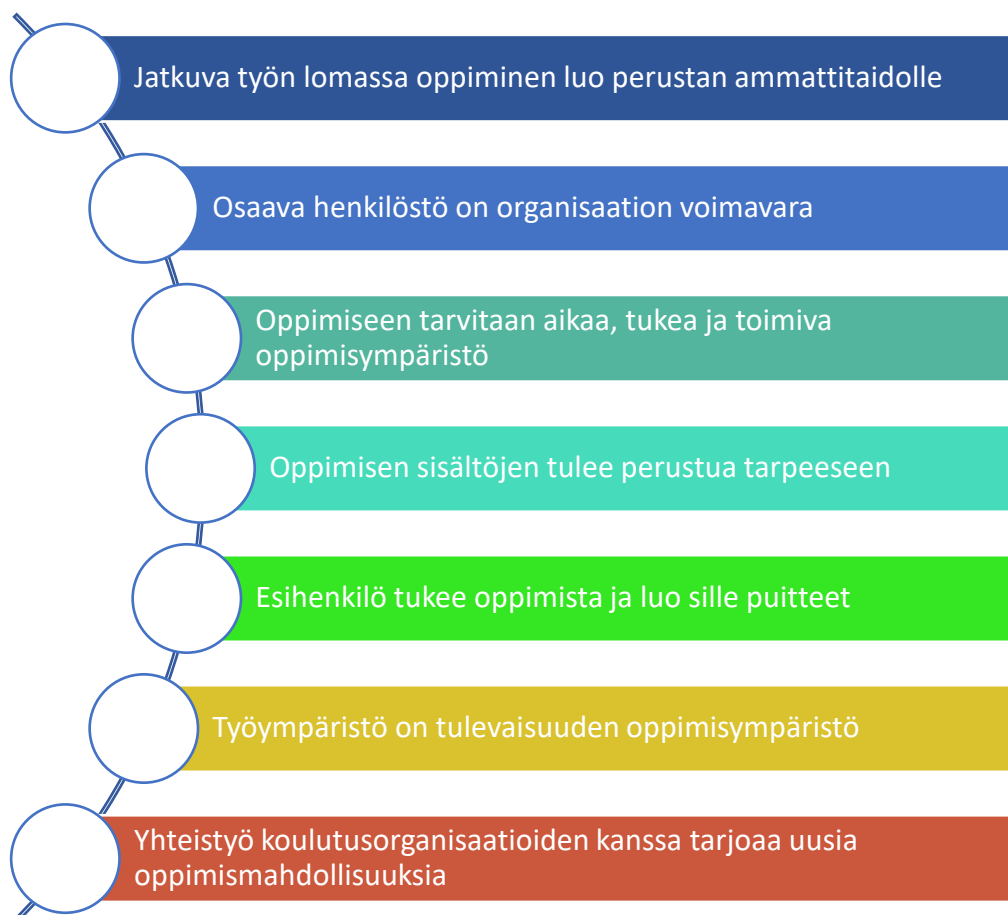 Jatkuva työn lomassa oppiminen luo perustan ammattitaidolle
Osaava henkilöstö on organisaation voimavara
Oppimiseen tarvitaan aikaa, tukea ja toimiva
oppimisympäristö
Oppimisen sisältöjen tulee perustua tarpeeseen
Esihenkilö tukee oppimista ja luo sille puitteet
Työympäristö on tulevaisuuden oppimisympäristö
Yhteistyö koulutusorganisaatioiden kanssa tarjoaa uusia
oppismahdollisuuksia